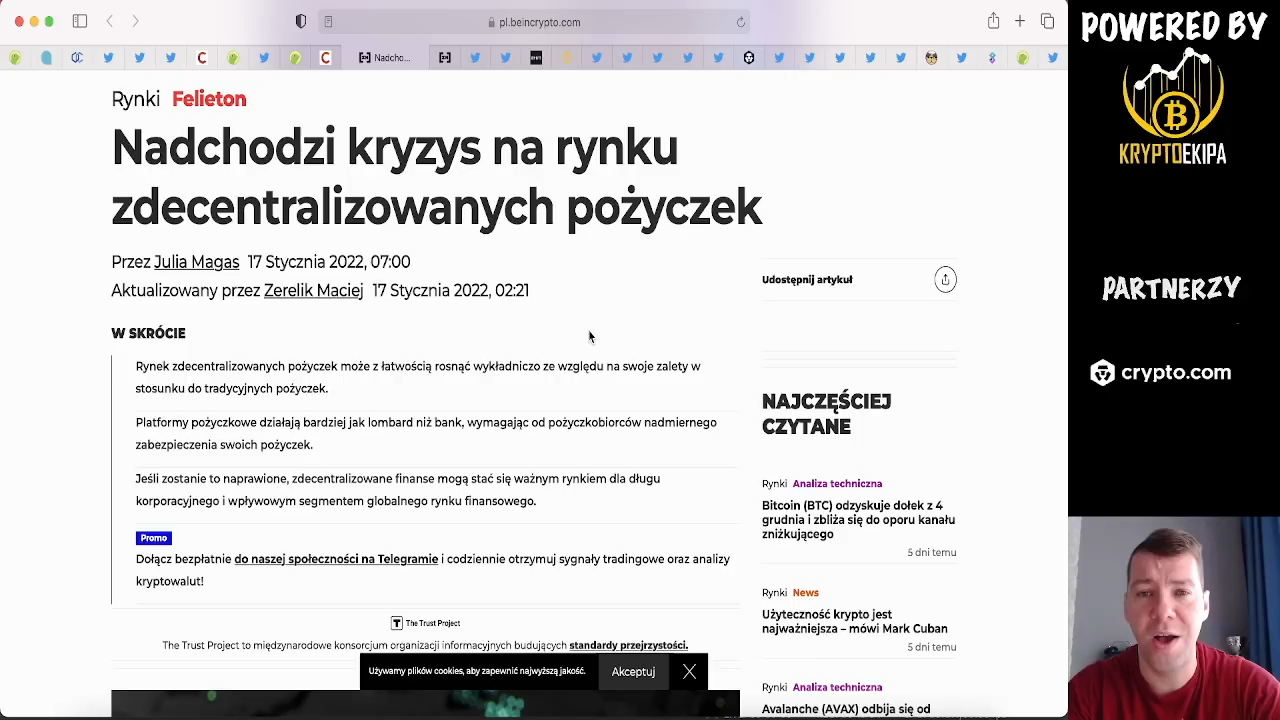 pl.beincrypto.com
Nadcho...
Rynki Felieton
Nadchodzi kryzys na rynku
zdecentralizowanych pożyczek
Przez Julia Magas 17 Stycznia 2022, 07:00
Aktualizowany przez Zerelik Maciej 17 Stycznia 2022, 02:21
W SKRÓCIE
Rynek zdecentralizowanych pożyczek może z łatwością rosnąć wykładniczo ze względu na swoje zalety w
stosunku do tradycyjnych pożyczek.
Platformy pożyczkowe działają bardziej jak lombard niż bank, wymagając od pożyczkobiorców nadmiernego
zabezpieczenia swoich pożyczek.
Jeśli zostanie to naprawione, zdecentralizowane finanse mogą stać się ważnym rynkiem dla długu
korporacyjnego i wpływowym segmentem globalnego rynku finansowego.
Promo
Dołącz bezpłatnie do naszej społeczności na Telegramie i codziennie otrzymuj sygnały tradingowe oraz analizy
kryptowalut!
The Trust Project
The Trust Project to międzynarodowe konsorcjum organizacji informacyjnych budujących standardy przejrzystości.
Używamy plików cookies, aby zapewnić najwyższą jakość.
Akceptuj
Udostępnij artykuł
NAJCZĘŚCIEJ
CZYTANE
Rynki Analiza techniczna
Bitcoin (BTC) odzyskuje dołek z 4
grudnia i zbliża się do oporu kanału
zniżkującego
5 dni temu
Rynki News
Użyteczność krypto jest
najważniejsza – mówi Mark Cuban
5 dni temu
Rynki Analiza techniczna
Avalanche (AVAX) odbija się od
POWERED BY
KRYPTOEKIPA
PARTNERZY
crypto.com